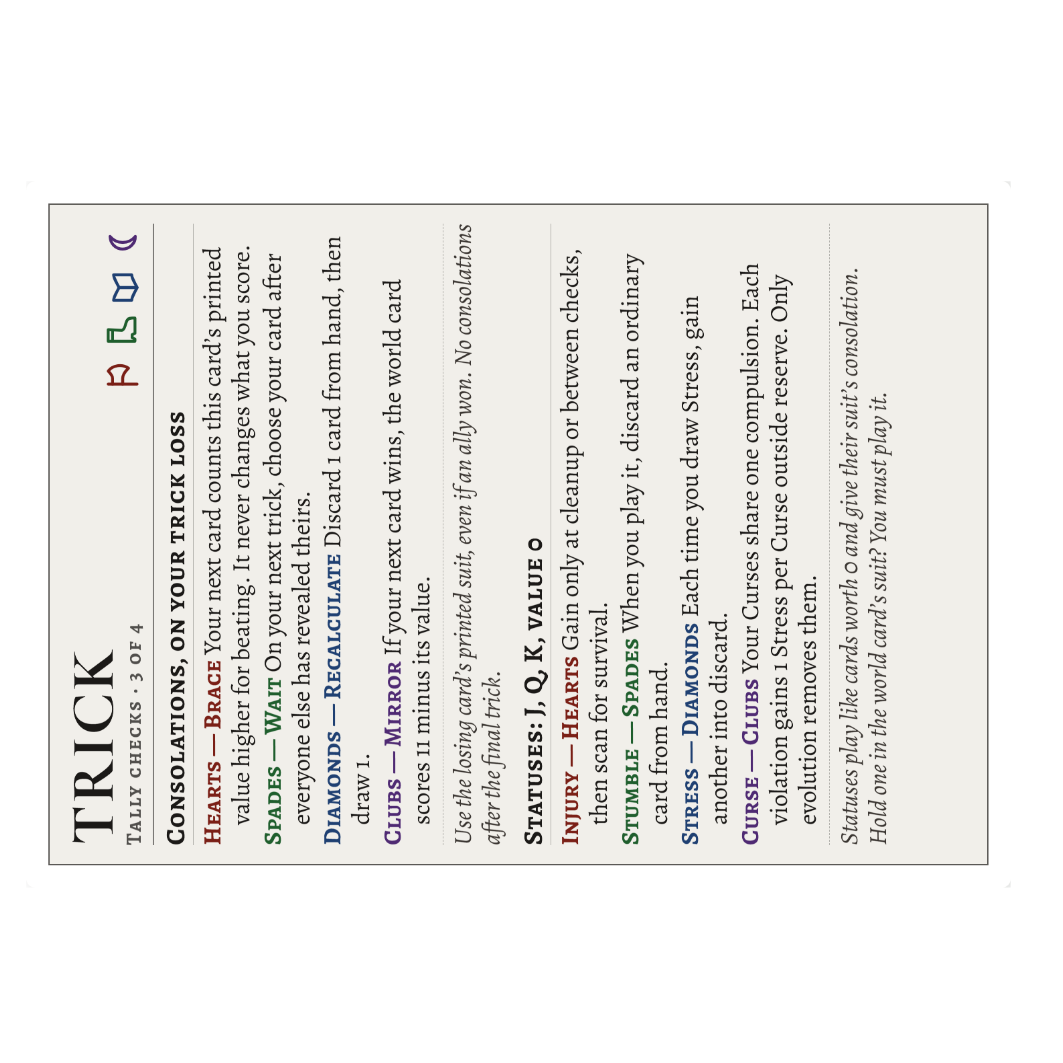 TRICK
TALLY CHECKS · 3 OF 4
CONSOLATIONS, ON YOUR TRICK LOSS
HEARTS — BRACE Your next card counts this card's printed
value higher for beating. It never changes what you score.
SPADES — WAIT On your next trick, choose your card after
everyone else has revealed theirs.
DIAMONDS — RECALCULATE Discard 1 card from hand, then
draw 1.
CLUBS — MIRROR If your next card wins, the world card
scores 11 minus its value.
Use the losing card's printed suit, even if an ally won. No consolations
after the final trick.
STATUSES: J, Q, K, VALUE 0
INJURY — HEARTS Gain only at cleanup or between checks,
then scan for survival.
STUMBLE — SPADES When you play it, discard an ordinary
card from hand.
STRESS — DIAMONDS Each time you draw Stress, gain
another into discard.
CURSE — CLUBS Your Curses share one compulsion. Each
violation gains 1 Stress per Curse outside reserve. Only
evolution removes them.
Statuses play like cards worth 0 and give their suit's consolation.
Hold one in the world card's suit? You must play it.